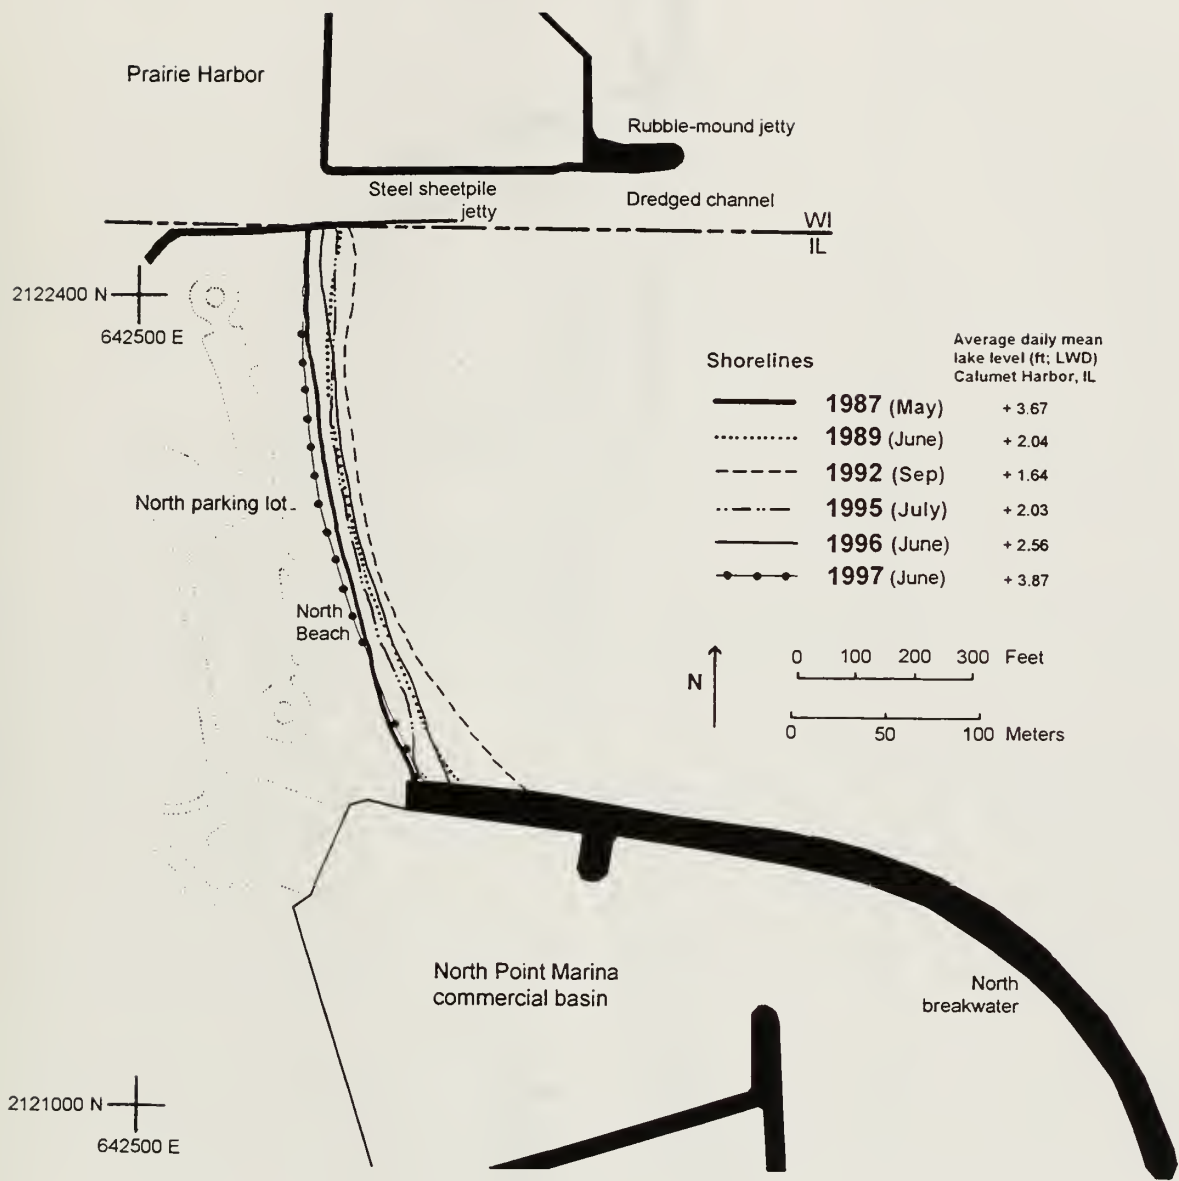 Prairie Harbor
Rubble-mound jetty
Steel sheetpile
jetty
Dredged channel
WI
IL
2122400 N
642500 E
Shorelines
Average daily mean
lake level (ft; LWD)
Calumet Harbor, IL
1987 (May) + 3.67
1989 (June) + 2.04
1992 (Sep) + 1.64
1995 (July) + 2.03
1996 (June) + 2.56
1997 (June) + 3.87
North parking lot
North
Beach
N
0 100 200 300 Feet
0 50 100 Meters
North Point Marina
commercial basin
North
breakwater
2121000 N
642500 E